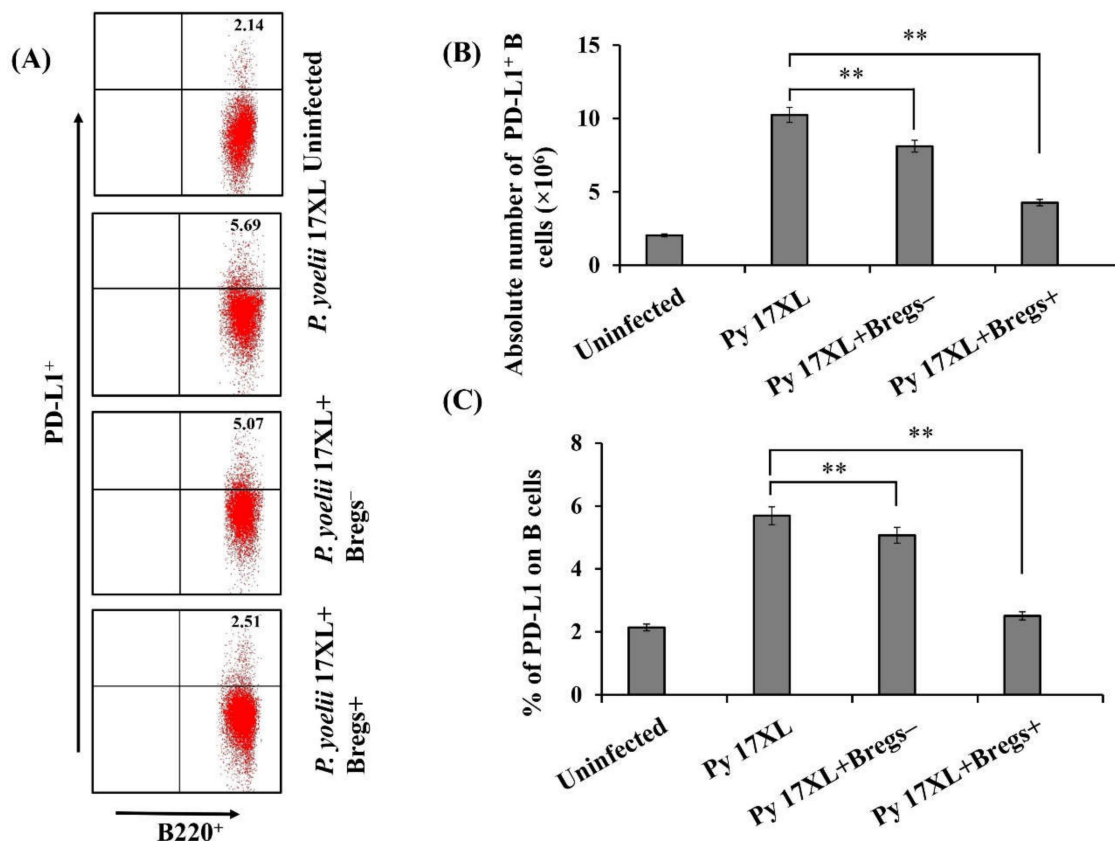 (A)
2.14
Uninfected
5.69
P. yoelii 17XL
5.07
P. yoelii 17XL+
Bregs⁻
2.51
P. yoelii 17XL+
Bregs+
PD-L1⁺
B220⁺
(B)
Absolute number of PD-L1⁺ B
cells (×10⁶)
15
10
5
0
**
**
Uninfected
Py 17XL
Py 17XL+Bregs–
Py 17XL+Bregs+
(C)
% of PD-L1 on B cells
8
6
4
2
0
**
**
Uninfected
Py 17XL
Py 17XL+Bregs–
Py 17XL+Bregs+